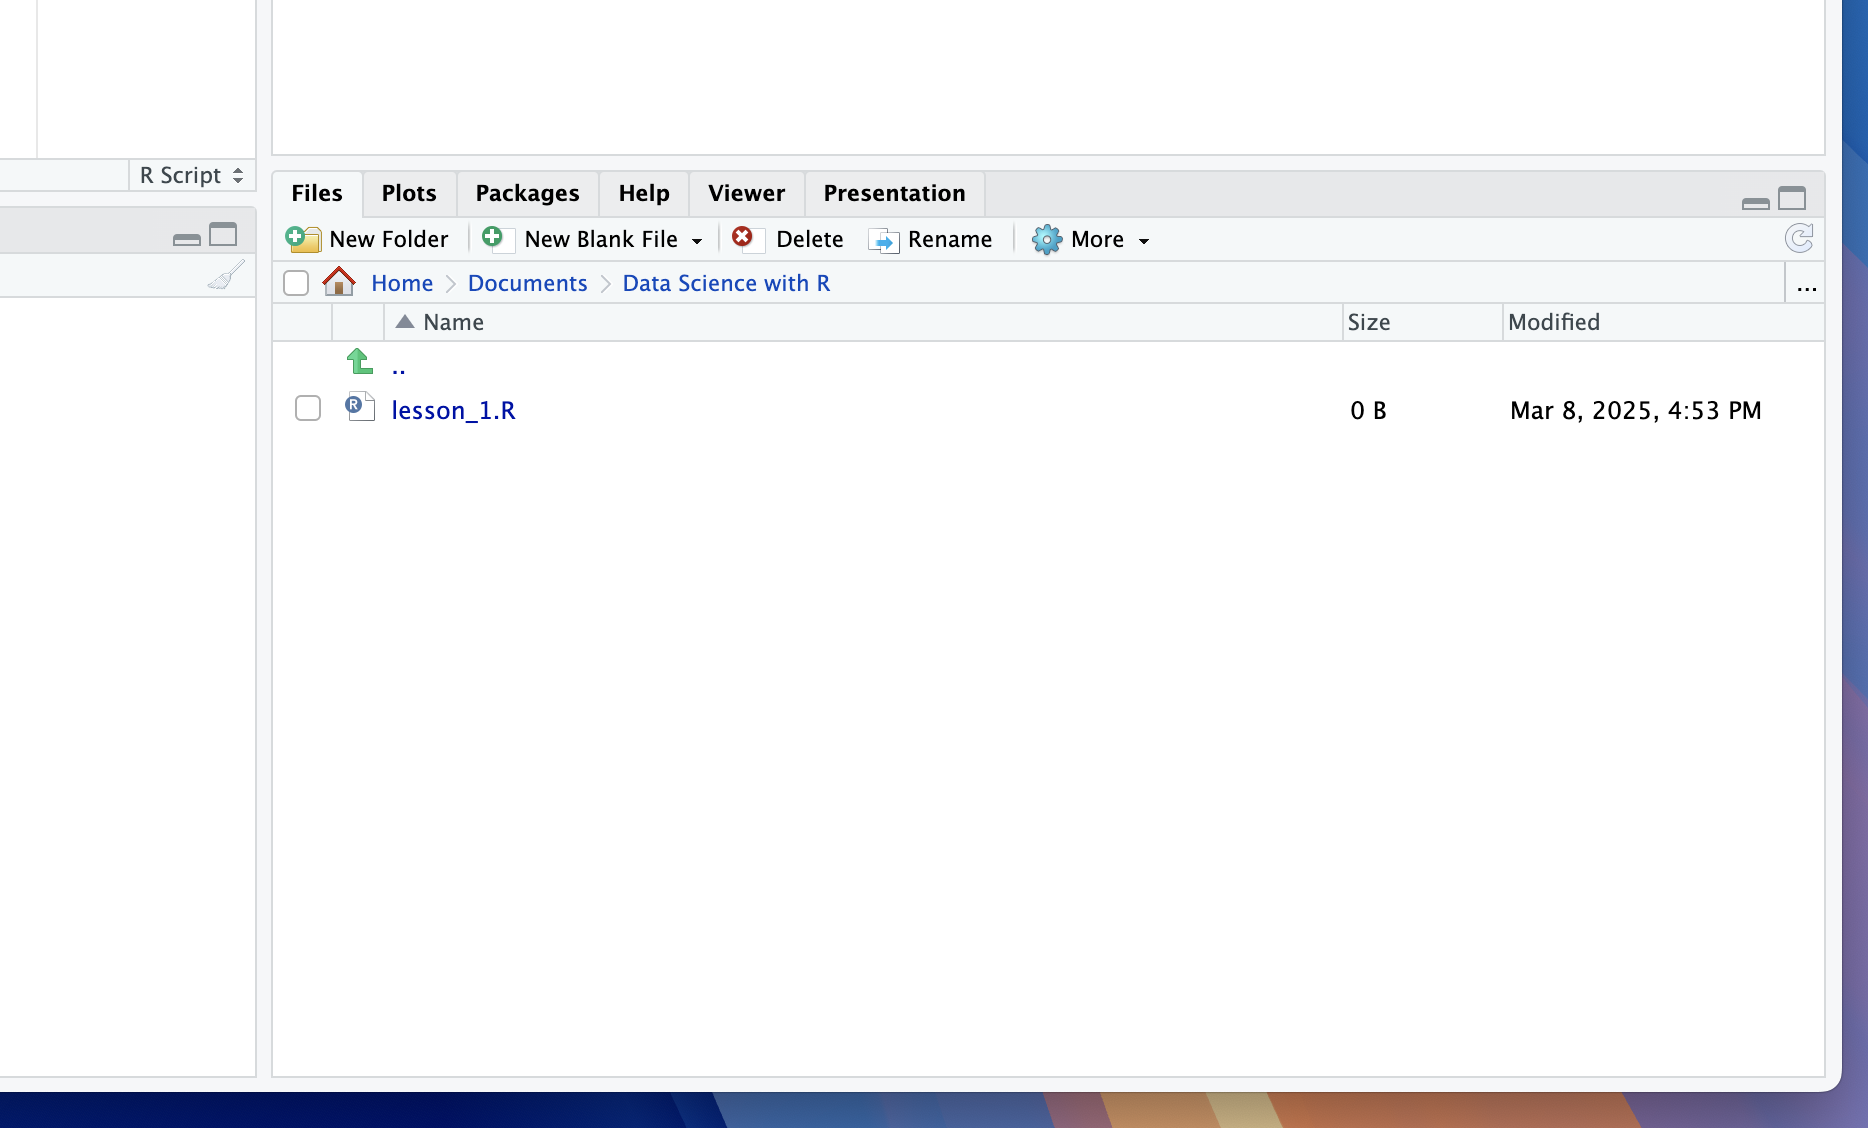 R Script
Files Plots Packages Help Viewer Presentation
New Folder New Blank File Delete Rename More
Home Documents Data Science with R ...
Name Size Modified
..
lesson_1.R 0 B Mar 8, 2025, 4:53 PM